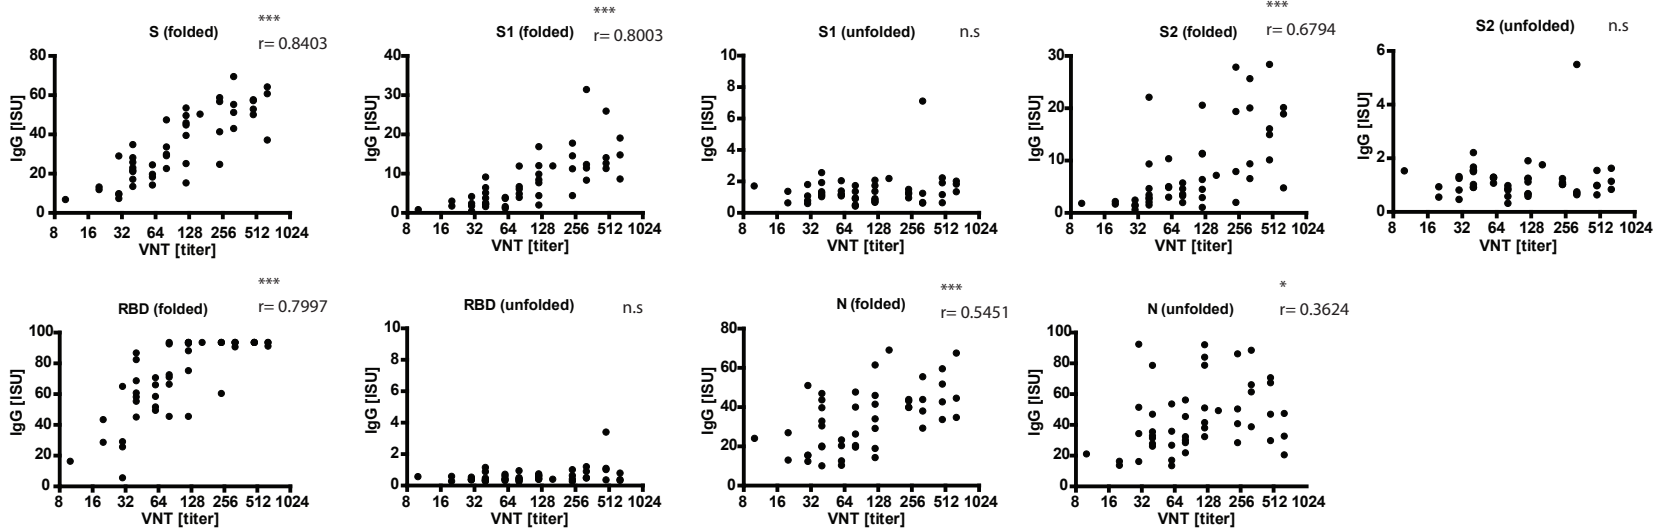 ***
S (folded)
r= 0.8403
IgG [ISU]
80
60
40
20
0
8 16 32 64 128 256 512 1024
VNT [titer]
***
S1 (folded)
r= 0.8003
IgG [ISU]
40
30
20
10
0
8 16 32 64 128 256 512 1024
VNT [titer]
S1 (unfolded)
n.s
IgG [ISU]
10
8
6
4
2
0
8 16 32 64 128 256 512 1024
VNT [titer]
***
S2 (folded)
r= 0.6794
IgG [ISU]
30
20
10
0
8 16 32 64 128 256 512 1024
VNT [titer]
S2 (unfolded)
n.s
IgG [ISU]
6
4
2
0
8 16 32 64 128 256 512 1024
VNT [titer]
***
RBD (folded)
r= 0.7997
IgG [ISU]
100
80
60
40
20
0
8 16 32 64 128 256 512 1024
VNT [titer]
RBD (unfolded)
n.s
IgG [ISU]
10
8
6
4
2
0
8 16 32 64 128 256 512 1024
VNT [titer]
***
N (folded)
r= 0.5451
IgG [ISU]
80
60
40
20
0
8 16 32 64 128 256 512 1024
VNT [titer]
*
N (unfolded)
r= 0.3624
IgG [ISU]
100
80
60
40
20
0
8 16 32 64 128 256 512 1024
VNT [titer]